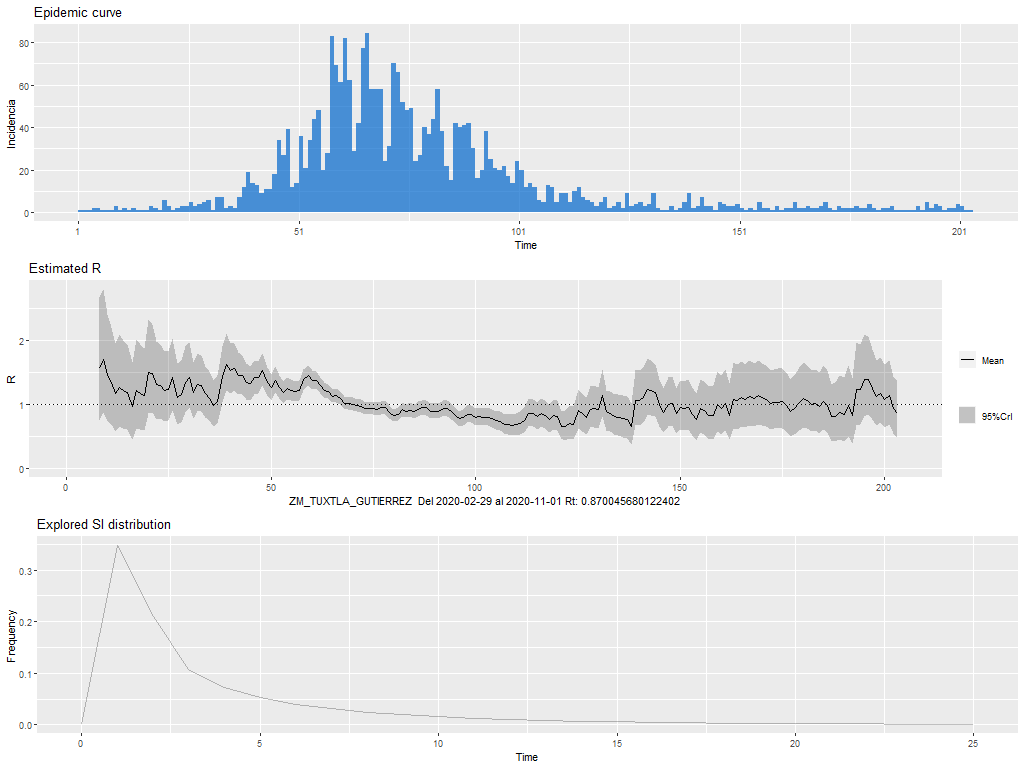 Epidemic curve
Incidencia
80
60
40
20
0
1 51 101 151 201
Time
Estimated R
R
2
1
0
Mean
95%CrI
0 50 100 150 200
ZM_TUXTLA_GUTIERREZ Del 2020-02-29 al 2020-11-01 Rt: 0.870045680122402
Explored SI distribution
Frequency
0.3
0.2
0.1
0.0
0 5 10 15 20 25
Time